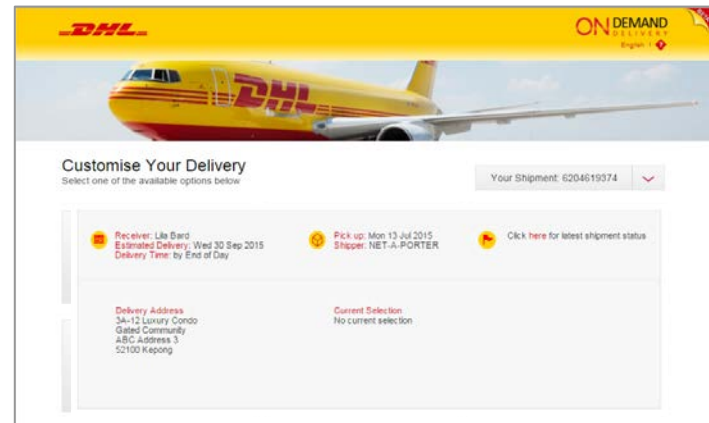 DHL
ON DEMAND
DELIVERY
English
DHL
Customise Your Delivery
Select one of the available options below
Your Shipment: 6204619374
Receiver: Lila Bard
Estimated Delivery: Wed 30 Sep 2015
Delivery Time: by End of Day
Pick up: Mon 13 Jul 2015
Shipper: NET-A-PORTER
Click here for latest shipment status
Delivery Address
3A-12 Luxury Condo
Gated Community
ABC Address 3
52100 Kepong
Current Selection
No current selection